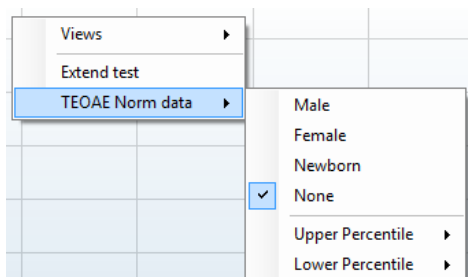 Views
Extend test
TEOAE Norm data
Male
Female
Newborn
None
Upper Percentile
Lower Percentile